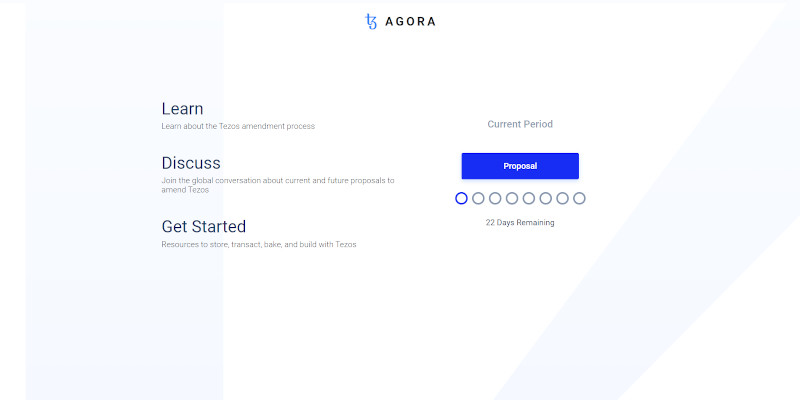 ꜩ AGORA
Learn
Learn about the Tezos amendment process
Discuss
Join the global conversation about current and future proposals to
amend Tezos
Get Started
Resources to store, transact, bake, and build with Tezos
Current Period
Proposal
22 Days Remaining